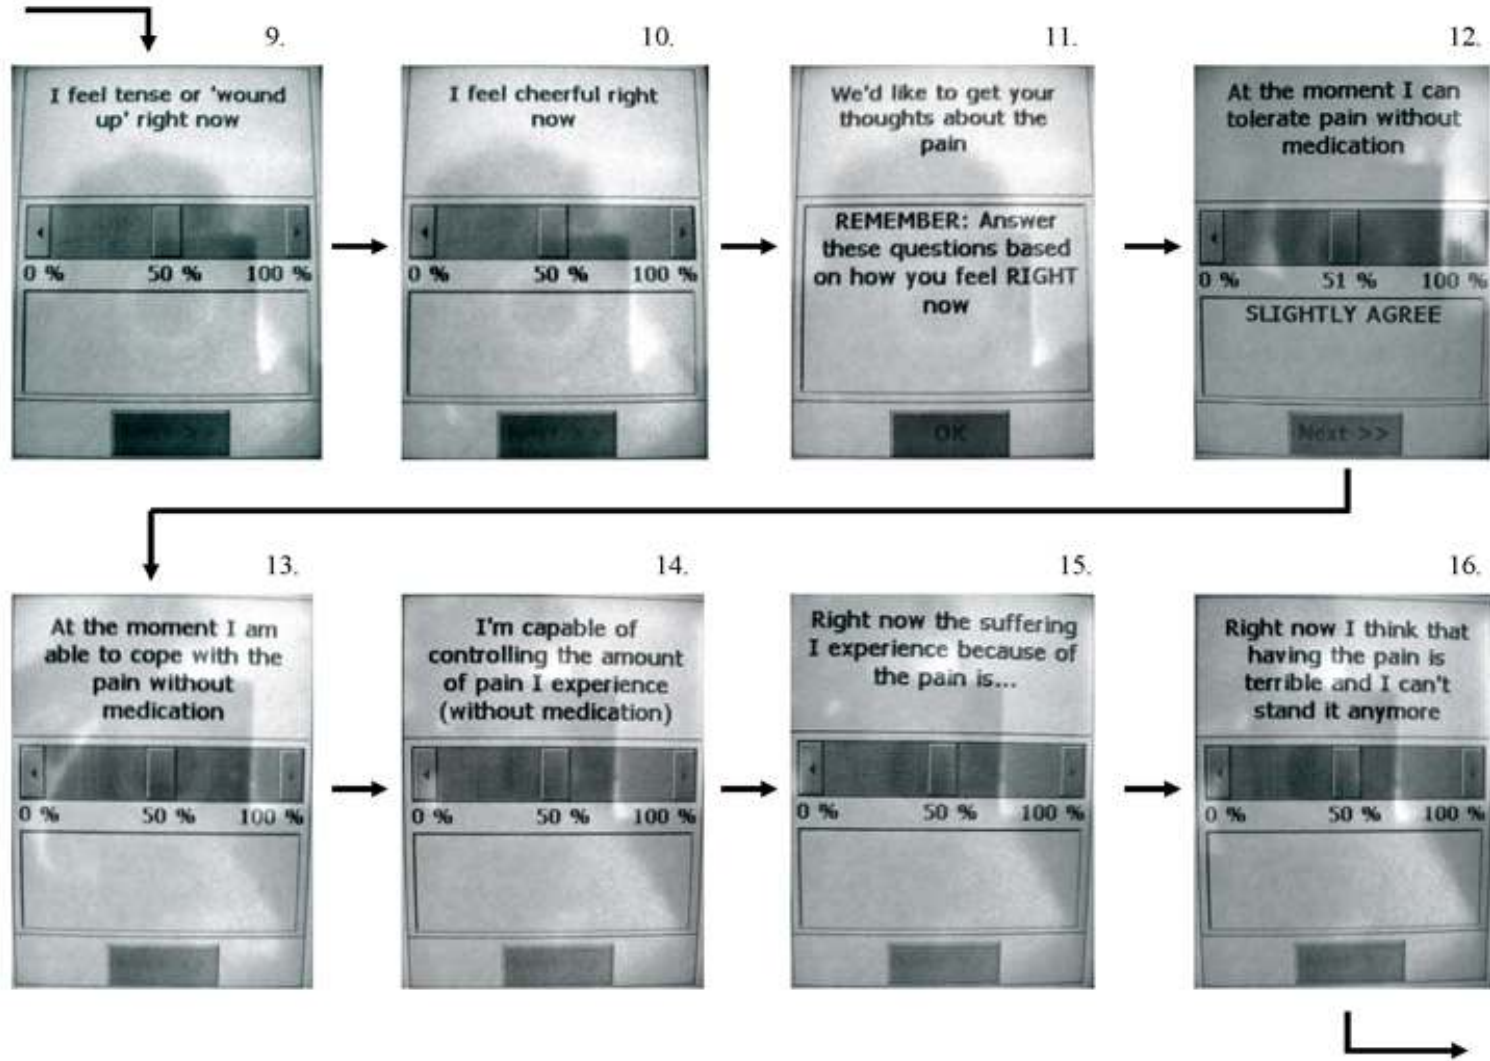 9.
I feel tense or 'wound
up' right now
0 % 50 % 100 %
10.
I feel cheerful right
now
0 % 50 % 100 %
11.
We'd like to get your
thoughts about the
pain
REMEMBER: Answer
these questions based
on how you feel RIGHT
now
OK
12.
At the moment I can
tolerate pain without
medication
0 % 51 % 100 %
SLIGHTLY AGREE
Next >>
13.
At the moment I am
able to cope with the
pain without
medication
0 % 50 % 100 %
14.
I'm capable of
controlling the amount
of pain I experience
(without medication)
0 % 50 % 100 %
15.
Right now the suffering
I experience because of
the pain is...
0 % 50 % 100 %
16.
Right now I think that
having the pain is
terrible and I can't
stand it anymore
0 % 50 % 100 %